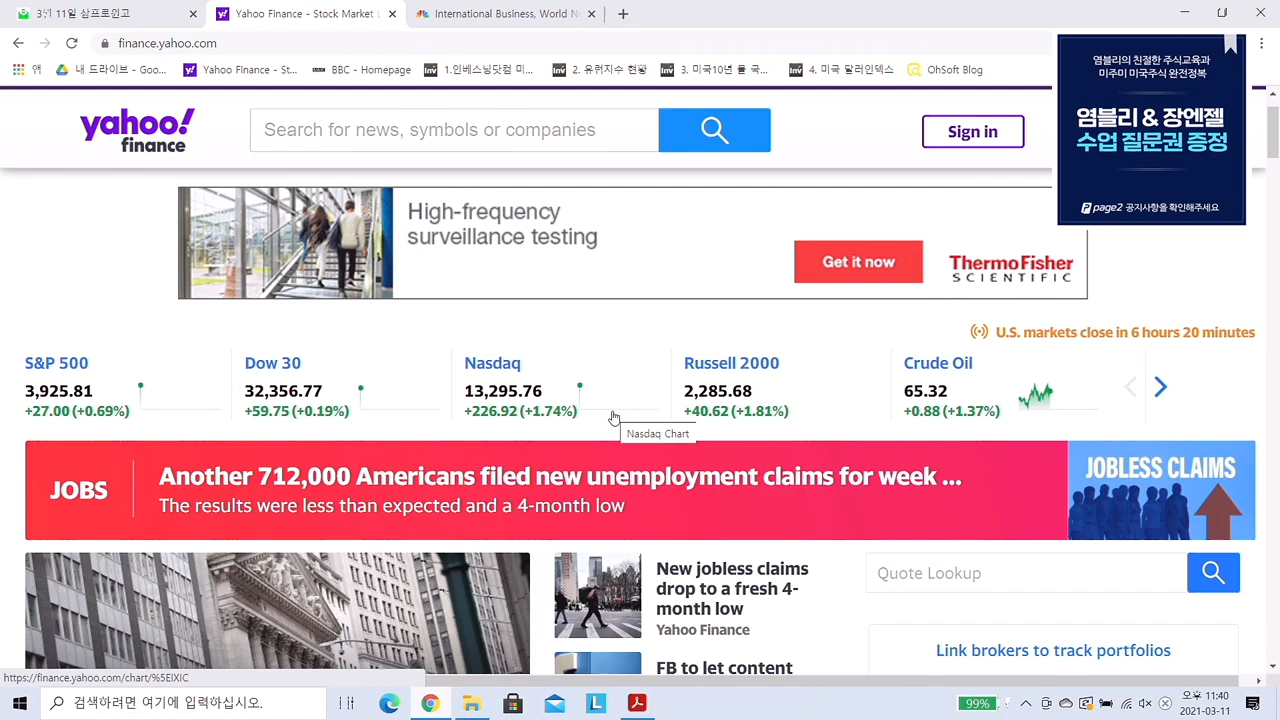 3월 11일 삼프로원고
Yahoo Finance - Stock Market L
International Business, World Ne
finance.yahoo.com
앱
내 드라이브 - Goo...
Yahoo Finance - St...
BBC - Homepage
1.인베스팅닷컴 미...
2. 유럽지수 현황
3. 미국10년 물 국...
4. 미국 달러인덱스
OhSoft Blog
염블리의 친절한 주식교육과
미주미 미국주식 완전정복
염블리 & 장엔젤
수업 질문권 증정
page2 공지사항을 확인해주세요
yahoo!
finance
Search for news, symbols or companies
Sign in
High-frequency
surveillance testing
Get it now
ThermoFisher
SCIENTIFIC
U.S. markets close in 6 hours 20 minutes
S&P 500
3,925.81
+27.00 (+0.69%)
Dow 30
32,356.77
+59.75 (+0.19%)
Nasdaq
13,295.76
+226.92 (+1.74%)
Russell 2000
2,285.68
+40.62 (+1.81%)
Crude Oil
65.32
+0.88 (+1.37%)
Nasdaq Chart
JOBS
Another 712,000 Americans filed new unemployment claims for week ...
The results were less than expected and a 4-month low
JOBLESS CLAIMS
New jobless claims
drop to a fresh 4-
month low
Yahoo Finance
FB to let content
Quote Lookup
Link brokers to track portfolios
https://finance.yahoo.com/chart/%5EIXIC
검색하려면 여기에 입력하십시오.
99%
오후 11:40
2021-03-11